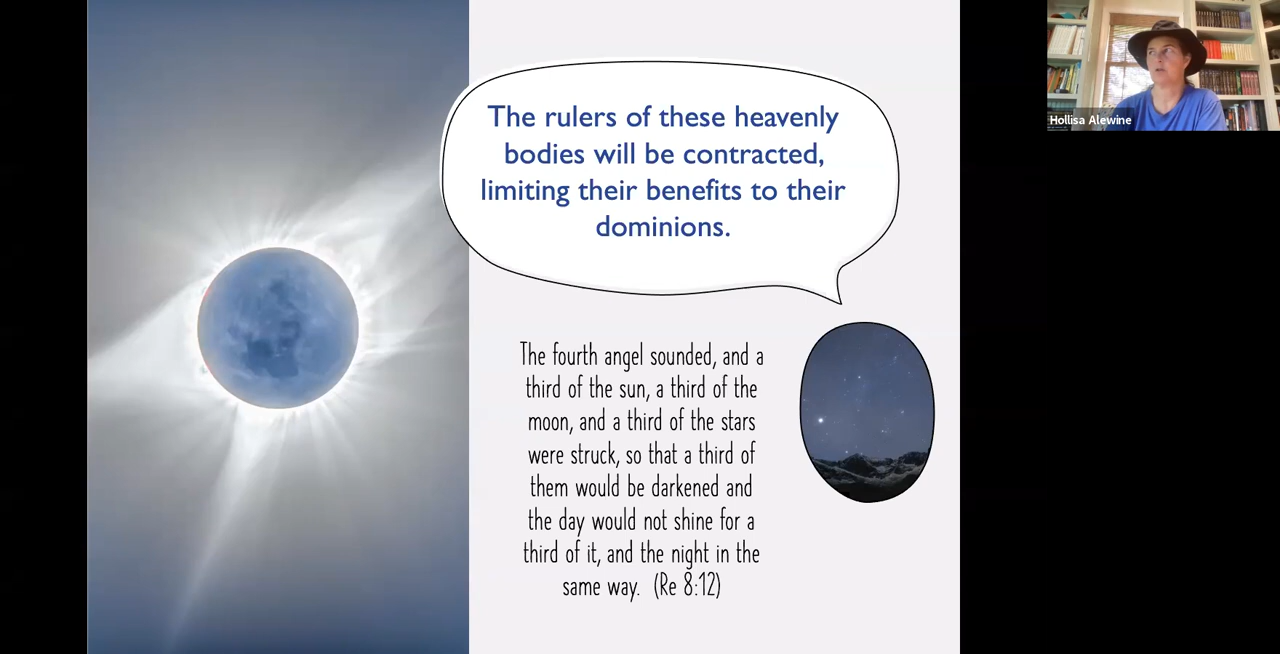 The rulers of these heavenly
bodies will be contracted,
limiting their benefits to their
dominions.
The fourth angel sounded, and a
third of the sun, a third of the
moon, and a third of the stars
were struck, so that a third of
them would be darkened and
the day would not shine for a
third of it, and the night in the
same way. (Re 8:12)
Hollisa Alewine